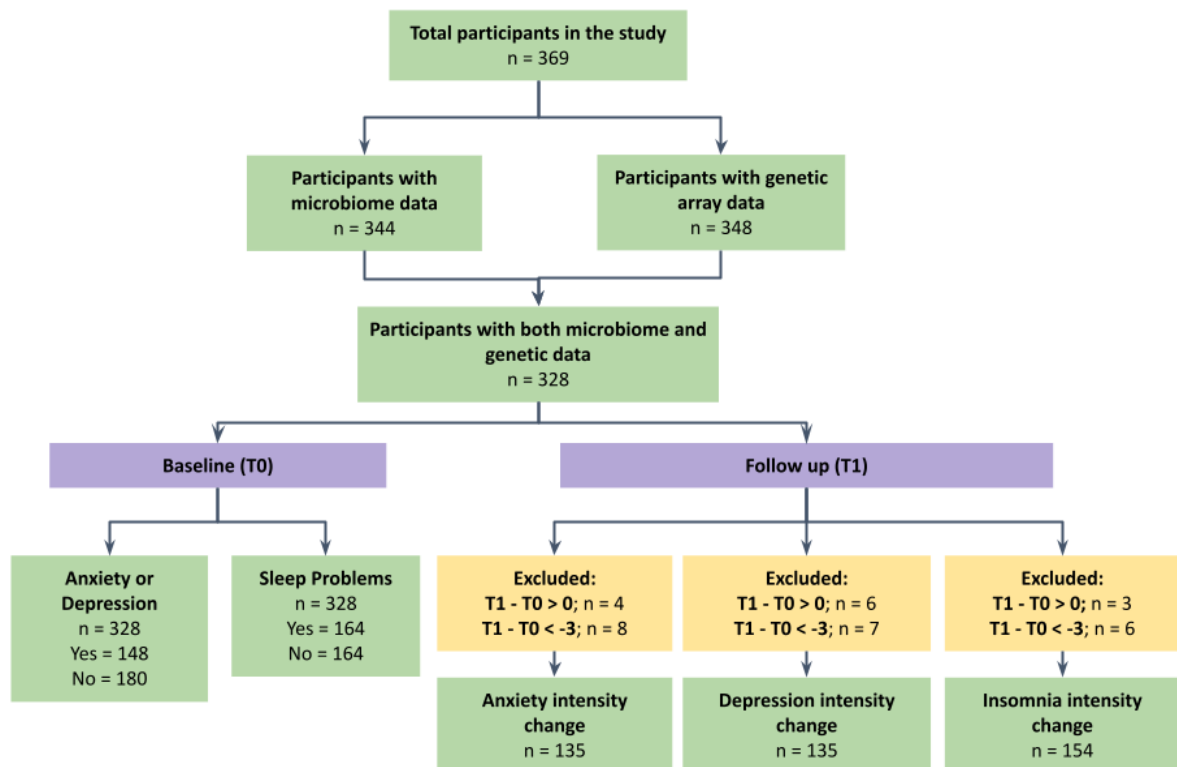 Total participants in the study
n = 369
Participants with
microbiome data
n = 344
Participants with genetic
array data
n = 348
Participants with both microbiome and
genetic data
n = 328
Baseline (T0)
Follow up (T1)
Anxiety or
Depression
n = 328
Yes = 148
No = 180
Sleep Problems
n = 328
Yes = 164
No = 164
Excluded:
T1 - T0 > 0; n = 4
T1 - T0 < -3; n = 8
Excluded:
T1 - T0 > 0; n = 6
T1 - T0 < -3; n = 7
Excluded:
T1 - T0 > 0; n = 3
T1 - T0 < -3; n = 6
Anxiety intensity
change
n = 135
Depression intensity
change
n = 135
Insomnia intensity
change
n = 154